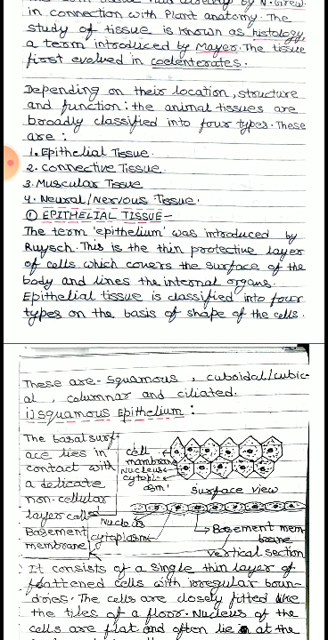 in connection with Plant anatomy. The
study of tissue is known as histology,
a term introduced by Mayer. The tissue
first evolved in coelenterates.
Depending on their location, structure
and function; the animal tissues are
broadly classified into four types. These
are :
1. Epithelial Tissue.
2. Connective Tissue.
3. Muscular Tissue
4. Neural/Nervous Tissue.
① EPITHELIAL TISSUE-
The term 'epithelium' was introduced by
Ruysch. This is the thin protective layer
of cells which covers the surface of the
body and lines the internal organs.
Epithelial tissue is classified into four
types on the basis of shape of the cells.
These are- Squamous, cuboidal/cubic-
al, columnar and ciliated.
i) Squamous Epithelium :
The basal surf-
ace lies in
contact with
a delicate
non-cellular
layer called
Basement
membrane
cell
membrane
Nucleus
cytopl-
asm
Surface view
Nucleus
cytoplasm
Basement mem-
brane
vertical section
It consists of a single thin layer of
flattened cells with irregular boun-
dries. The cells are closely fitted like
the tiles of a floor. Nucleus of the
cells are flat and often lie at the